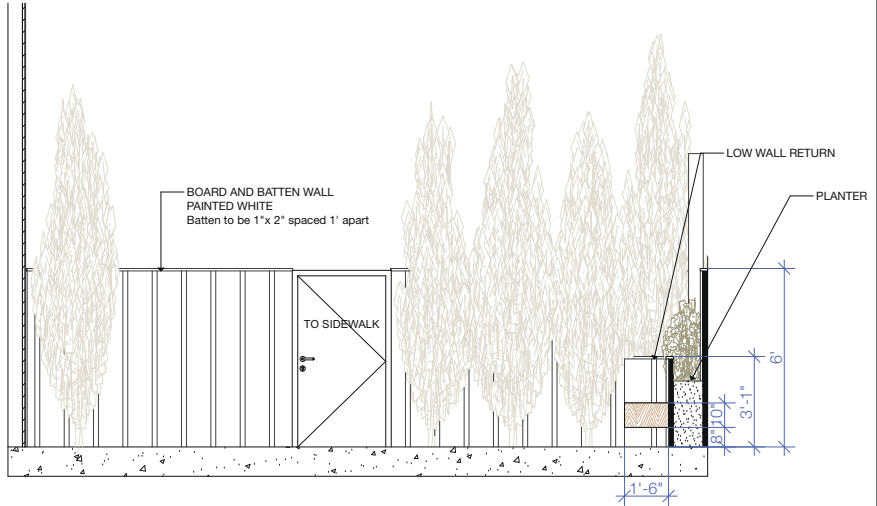 LOW WALL RETURN
BOARD AND BATTEN WALL
PAINTED WHITE
Batten to be 1"x 2" spaced 1' apart
PLANTER
TO SIDEWALK
6'
3'-1"
10"
8"
1'-6"